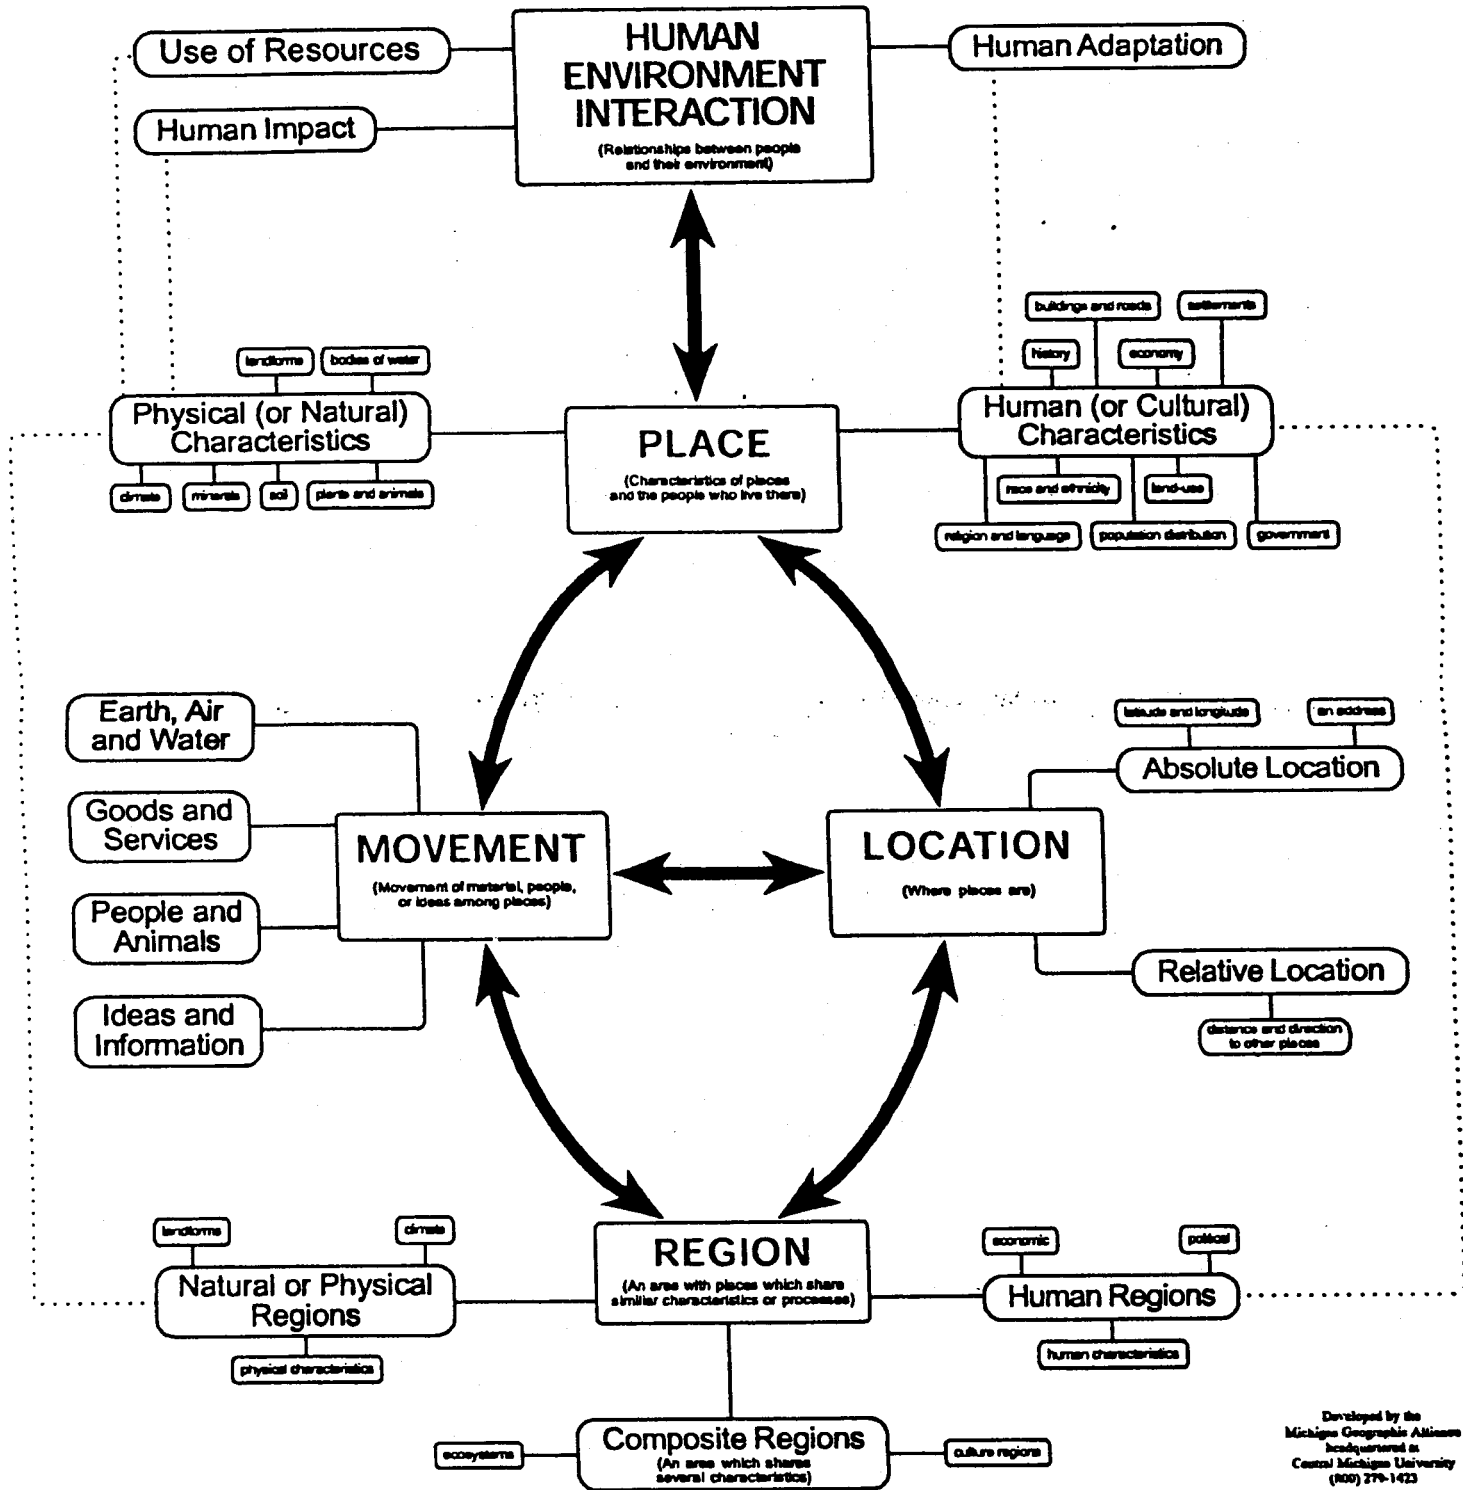 Use of Resources
HUMAN
ENVIRONMENT
INTERACTION
(Relationships between people
and their environment)
Human Adaptation
Human Impact
buildings and roads
settlements
history
economy
landforms
bodies of water
Physical (or Natural)
Characteristics
climate
minerals
soil
plants and animals
PLACE
(Characteristics of places
and the people who live there)
Human (or Cultural)
Characteristics
race and ethnicity
land-use
religion and language
population distribution
government
Earth, Air
and Water
Goods and
Services
People and
Animals
Ideas and
Information
MOVEMENT
(Movement of material, people,
or ideas among places)
LOCATION
(Where places are)
latitude and longitude
an address
Absolute Location
Relative Location
distance and direction
to other places
landforms
climate
Natural or Physical
Regions
physical characteristics
REGION
(An area with places which share
similiar characteristics or processes)
economic
political
Human Regions
human characteristics
ecosystems
Composite Regions
(An area which shares
several characteristics)
culture regions
Developed by the
Michigan Geographic Alliance
headquartered at
Central Michigan University
(800) 279-1423